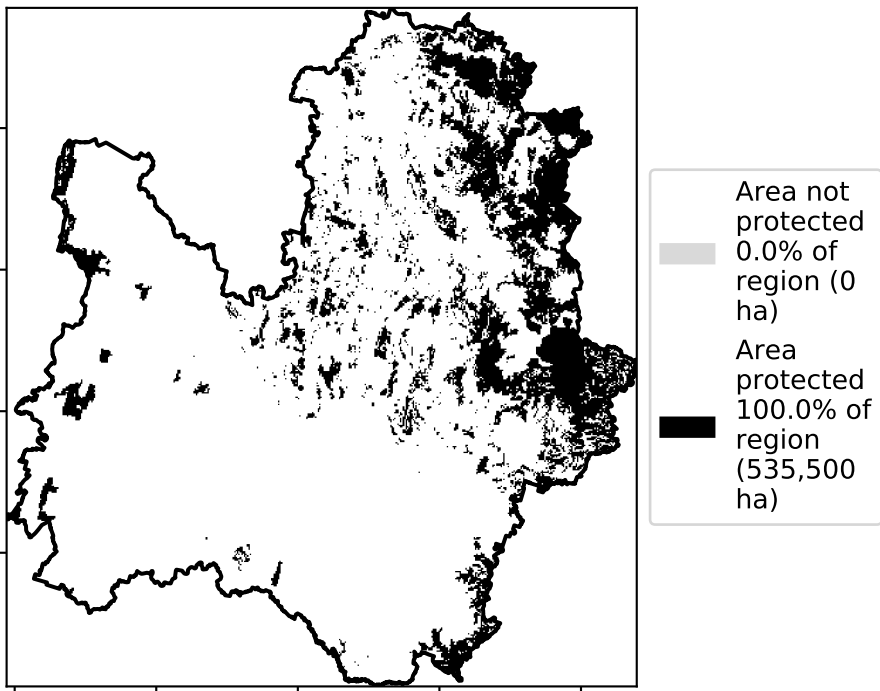 Area not
protected
0.0% of
region (0
ha)
Area
protected
100.0% of
region
(535,500
ha)